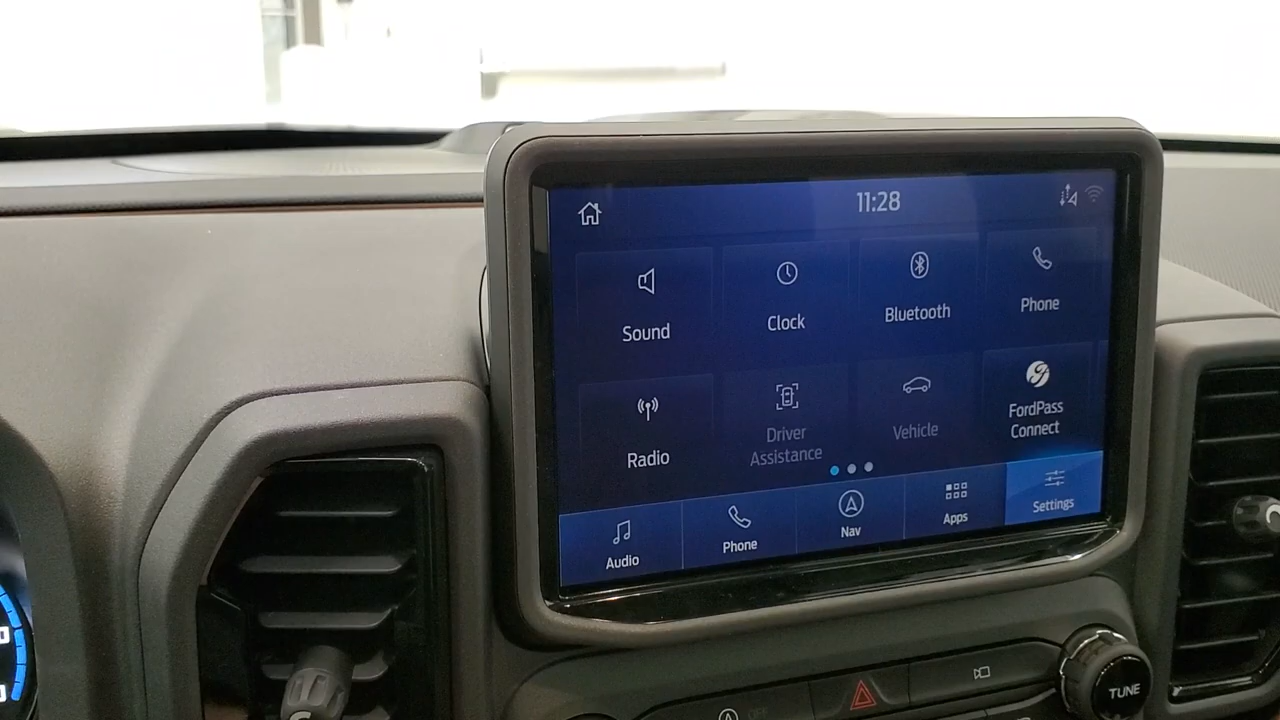 11:28
Sound
Clock
Bluetooth
Phone
Radio
Driver
Assistance
Vehicle
FordPass
Connect
Audio
Phone
Nav
Apps
Settings
TUNE